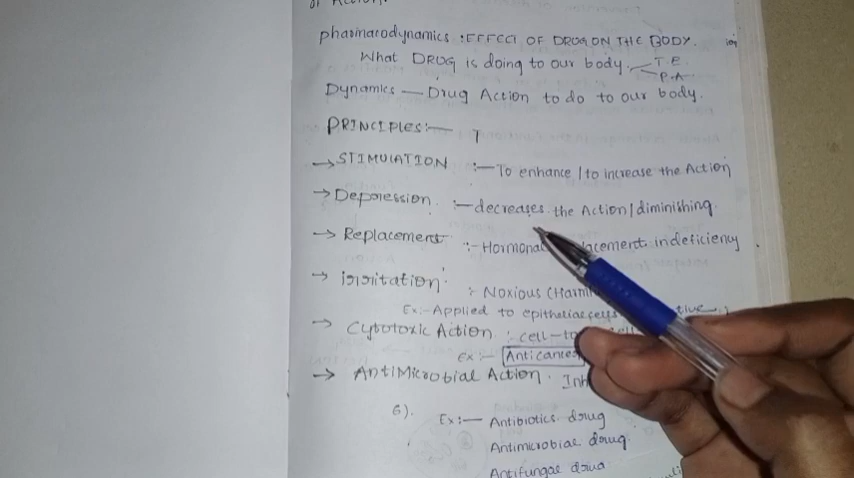 of Action.
pharmacodynamics : EFFECT OF DRUG ON THE BODY.
What DRUG is doing to our body. T.E.
P.A
Dynamics — Drug Action to do to our body.
PRINCIPLES:—
→ STIMULATION :— To enhance / to increase the Action
→ Depression :— decreases the Action / diminishing.
→ Replacement :- Hormonal indeficiency
→ irritation : Noxious
Ex:- Applied to epithelial cells
→ Cytotoxic Action : cell-
Ex:- Anticancer
→ AntiMicrobial Action.
6). Ex:— Antibiotics drug
Antimicrobial drug.
Antifungal drug